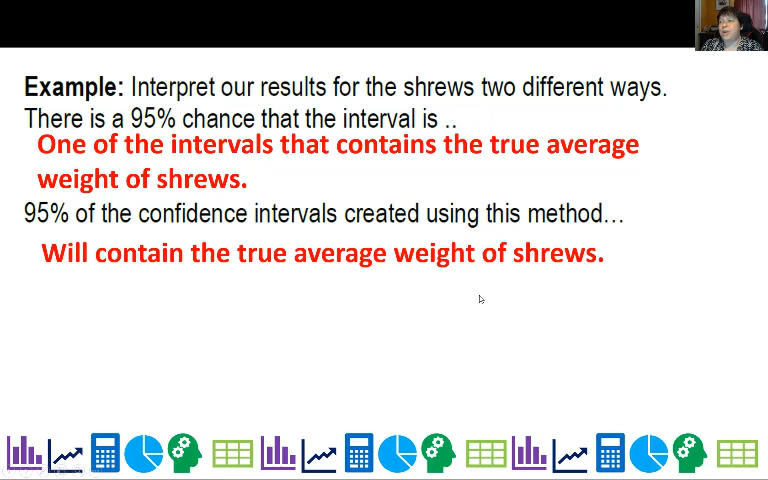 Example: Interpret our results for the shrews two different ways.
There is a 95% chance that the interval is ..
One of the intervals that contains the true average
weight of shrews.
95% of the confidence intervals created using this method…
Will contain the true average weight of shrews.